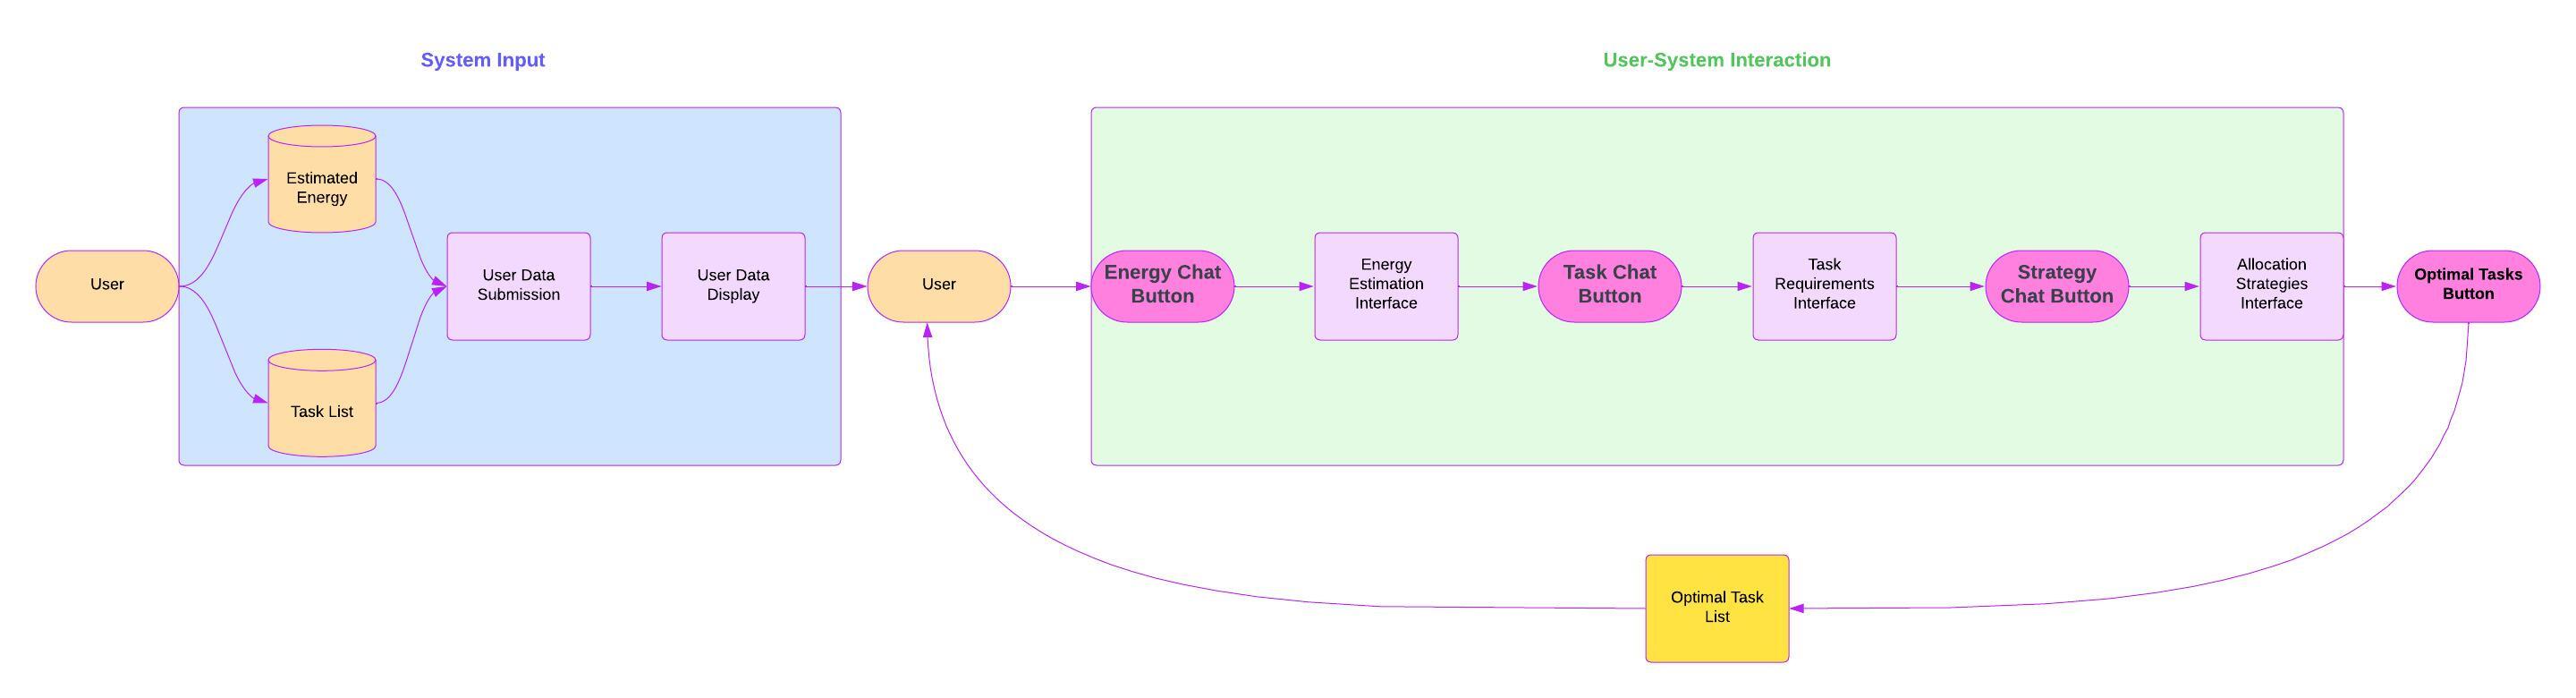 System Input
User-System Interaction
User
Estimated
Energy
Task List
User Data
Submission
User Data
Display
User
Energy Chat
Button
Energy
Estimation
Interface
Task Chat
Button
Task
Requirements
Interface
Strategy
Chat Button
Allocation
Strategies
Interface
Optimal Tasks
Button
Optimal Task
List